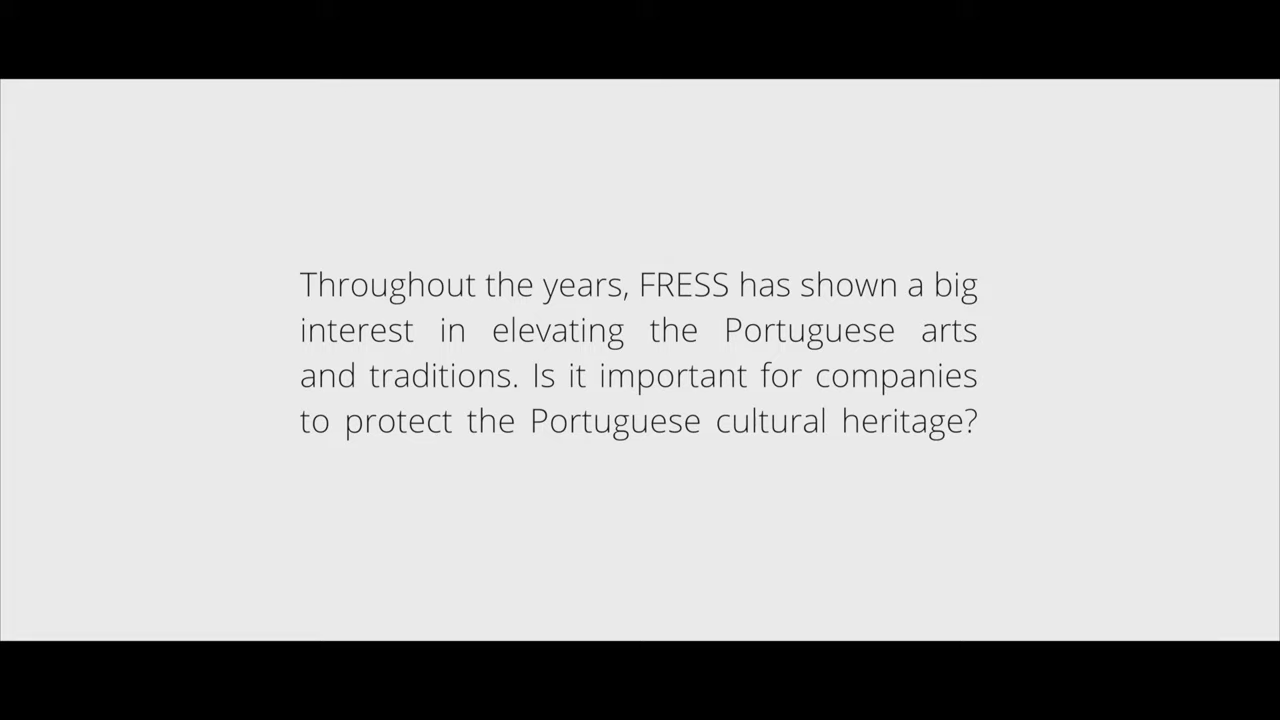 Throughout the years, FRESS has shown a big
interest in elevating the Portuguese arts
and traditions. Is it important for companies
to protect the Portuguese cultural heritage?